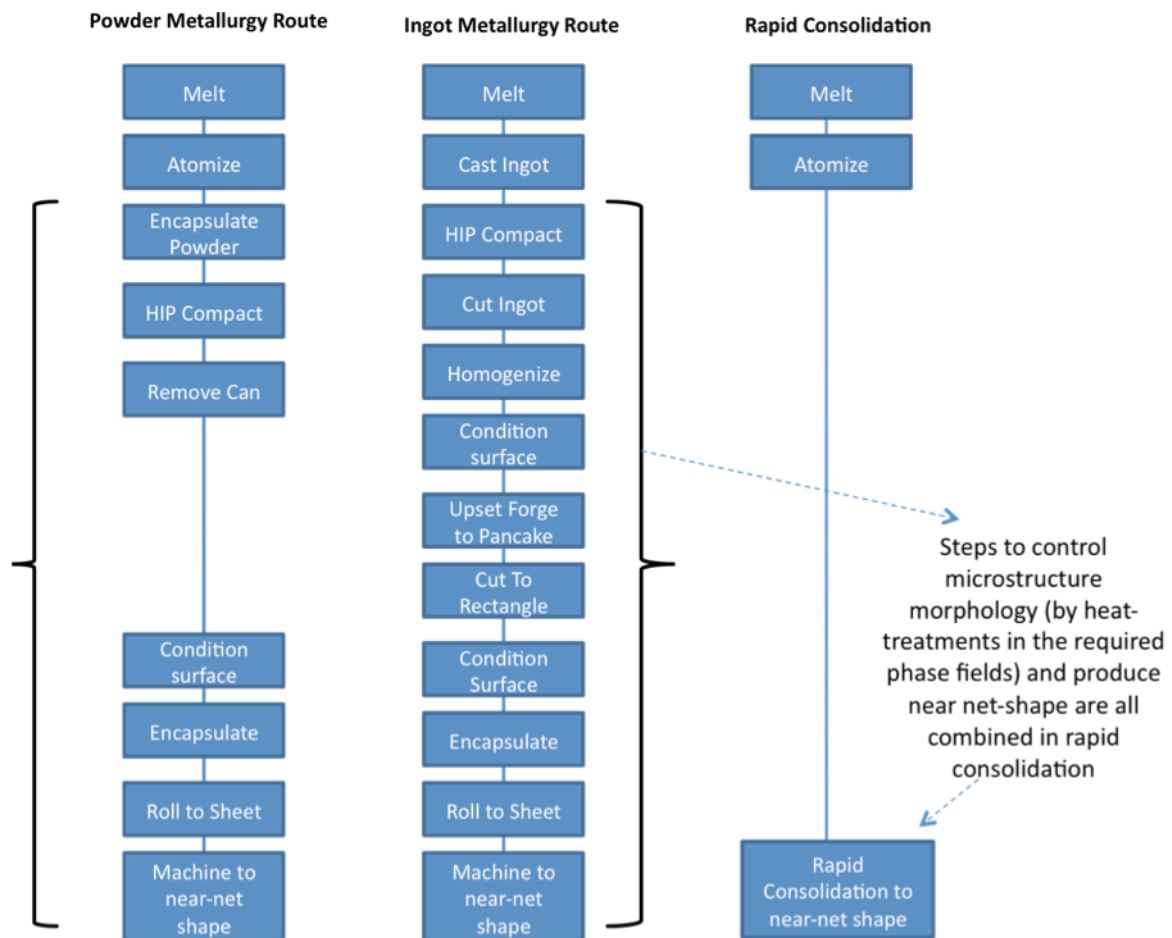 Powder Metallurgy Route
Melt
Atomize
Encapsulate
Powder
HIP Compact
Remove Can
Condition
surface
Encapsulate
Roll to Sheet
Machine to
near-net
shape
Ingot Metallurgy Route
Melt
Cast Ingot
HIP Compact
Cut Ingot
Homogenize
Condition
surface
Upset Forge
to Pancake
Cut To
Rectangle
Condition
Surface
Encapsulate
Roll to Sheet
Machine to
near-net
shape
Rapid Consolidation
Melt
Atomize
Steps to control
microstructure
morphology (by heat-
treatments in the required
phase fields) and produce
near net-shape are all
combined in rapid
consolidation
Rapid
Consolidation to
near-net shape